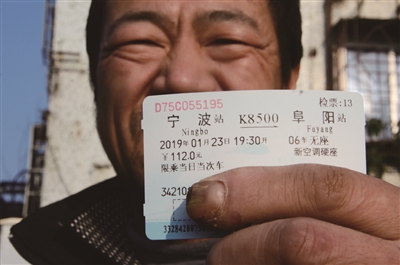 D75C055195 检票:13
宁波站 K8500 阜阳站
Ningbo Fuyang
2019年01月23日19:30开 06车无座
￥112.0元 新空调硬座
限乘当日当次车
34210